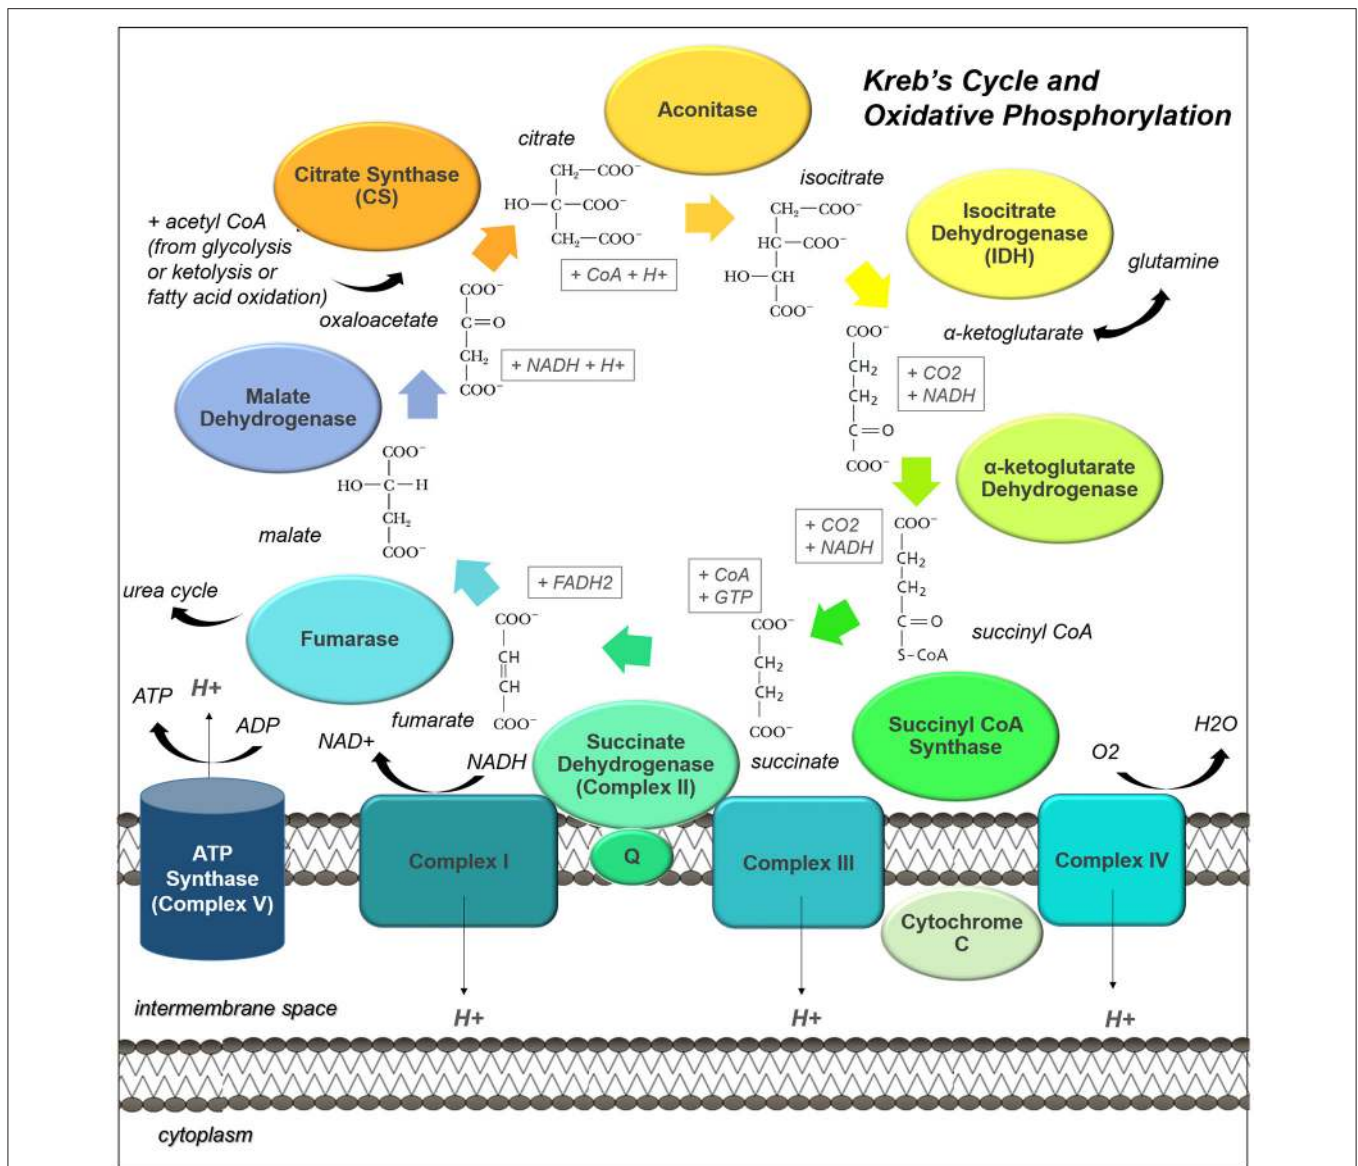 Kreb's Cycle and
Oxidative Phosphorylation
Aconitase
citrate
CH2—COO−
HO—C—COO−
CH2—COO−
+ CoA + H+
Citrate Synthase
(CS)
+ acetyl CoA
(from glycolysis
or ketolysis or
fatty acid oxidation)
isocitrate
CH2—COO−
HC—COO−
HO—CH
COO−
Isocitrate
Dehydrogenase
(IDH)
glutamine
α-ketoglutarate
oxaloacetate
COO−
C=O
CH2
COO−
+ NADH + H+
COO−
CH2
CH2
C=O
COO−
+ CO2
+ NADH
Malate
Dehydrogenase
COO−
HO—C—H
CH2
COO−
malate
α-ketoglutarate
Dehydrogenase
+ CO2
+ NADH
COO−
CH2
CH2
C=O
S-CoA
succinyl CoA
+ FADH2
+ CoA
+ GTP
urea cycle
Fumarase
COO−
CH
CH
COO−
fumarate
COO−
CH2
CH2
COO−
succinate
Succinyl CoA
Synthase
ATP
H+
ADP
NAD+
NADH
Succinate
Dehydrogenase
(Complex II)
O2
H2O
ATP
Synthase
(Complex V)
Complex I
Q
Complex III
Complex IV
Cytochrome
C
intermembrane space
H+
H+
H+
cytoplasm